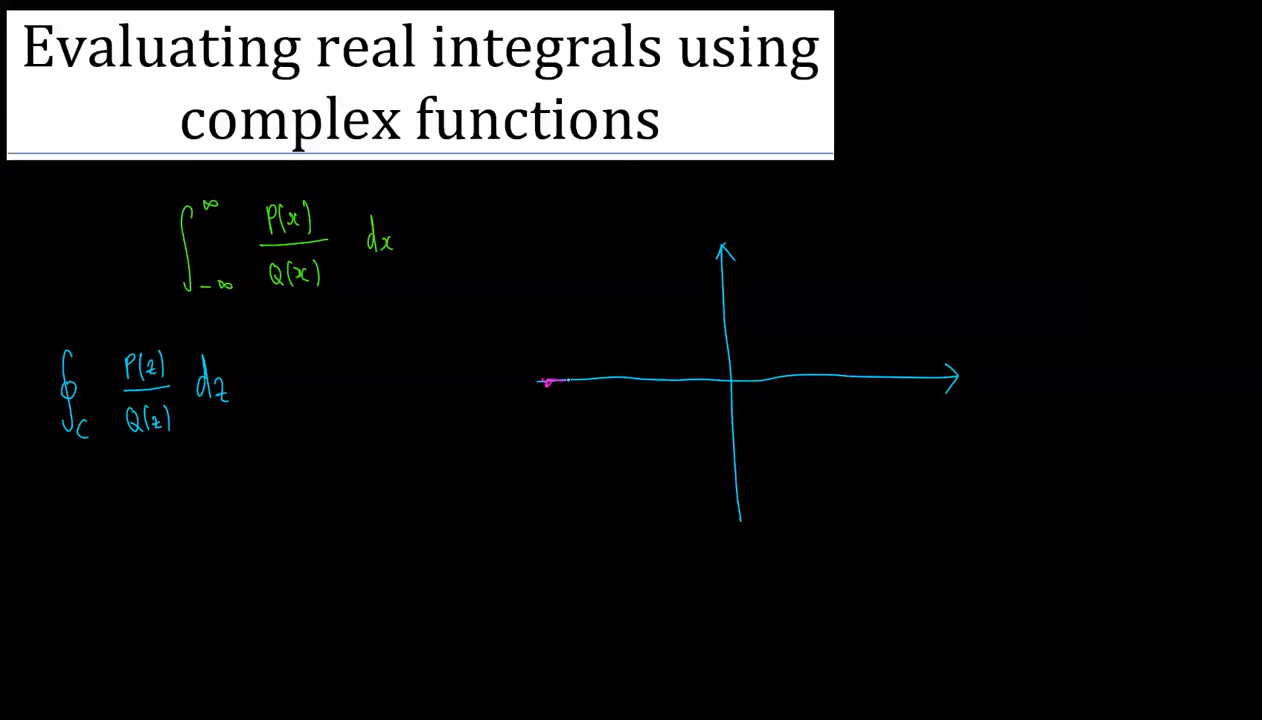 Evaluating real integrals using
complex functions
∫_{-∞}^{∞} P(x)/Q(x) dx
∮_C P(z)/Q(z) dz